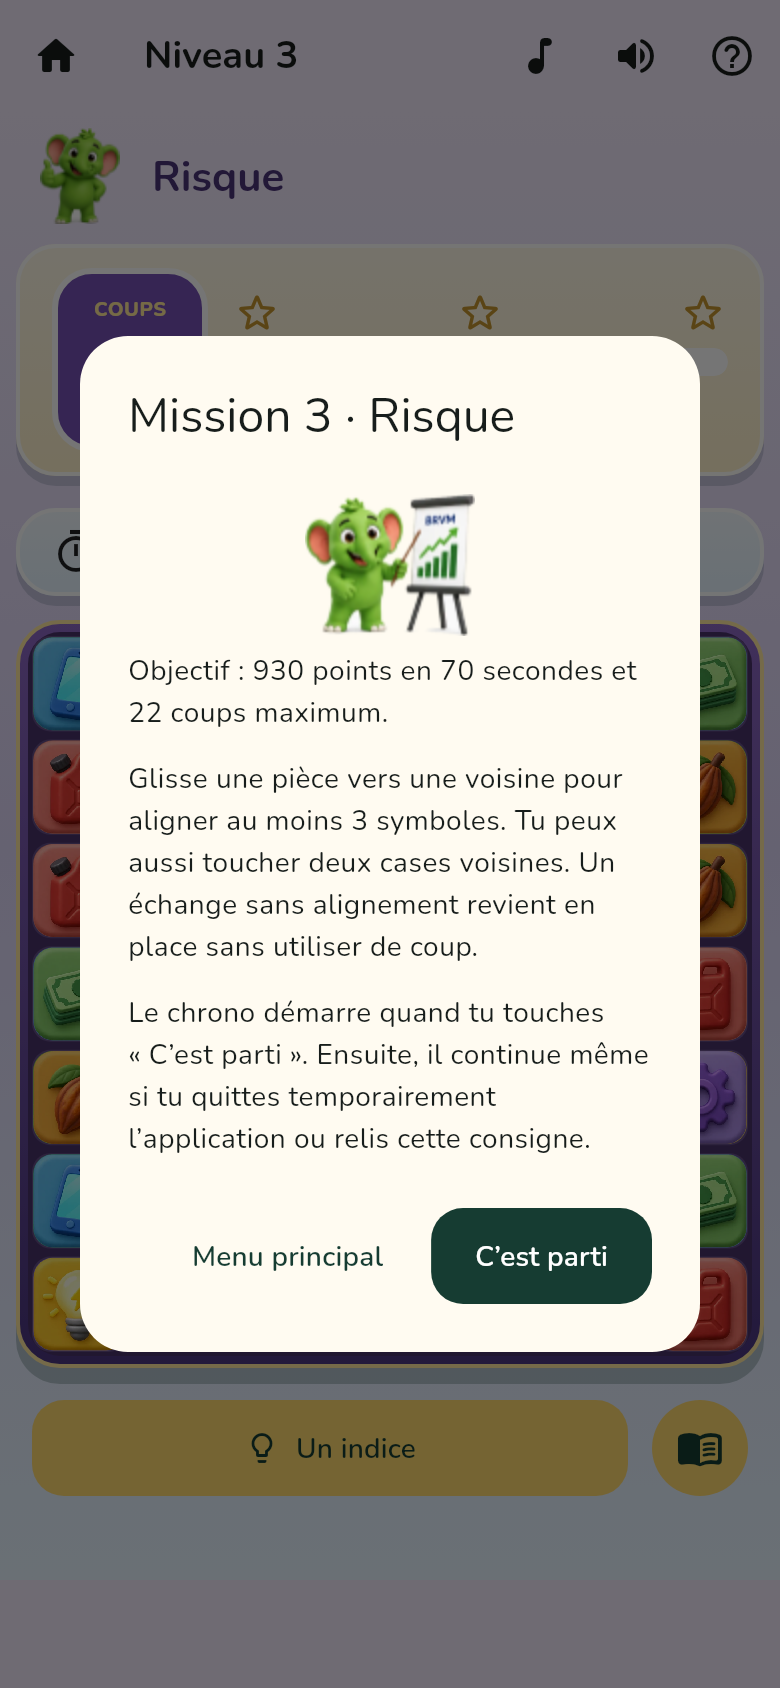 Niveau 3
Risque
COUPS
Mission 3 · Risque
BRVM
Objectif : 930 points en 70 secondes et
22 coups maximum.
Glisse une pièce vers une voisine pour
aligner au moins 3 symboles. Tu peux
aussi toucher deux cases voisines. Un
échange sans alignement revient en
place sans utiliser de coup.
Le chrono démarre quand tu touches
« C’est parti ». Ensuite, il continue même
si tu quittes temporairement
l’application ou relis cette consigne.
Menu principal
C’est parti
Un indice